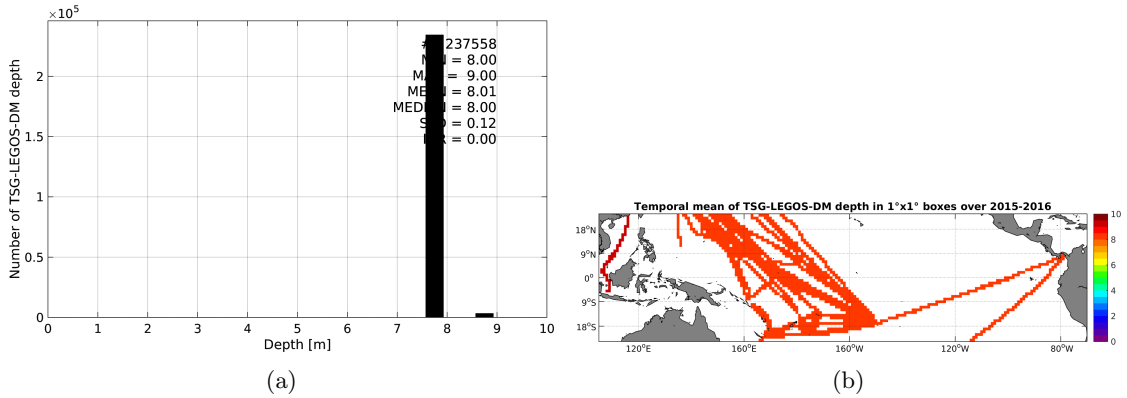 ×10⁵
Number of TSG-LEGOS-DM depth
2
1.5
1
0.5
0
0 1 2 3 4 5 6 7 8 9 10
Depth [m]
237558
= 8.00
= 9.00
= 8.01
= 8.00
= 0.12
= 0.00
(a)
Temporal mean of TSG-LEGOS-DM depth in 1°x1° boxes over 2015-2016
18°N
9°N
0°
9°S
18°S
120°E 160°E 160°W 120°W 80°W
10
8
6
4
2
0
(b)